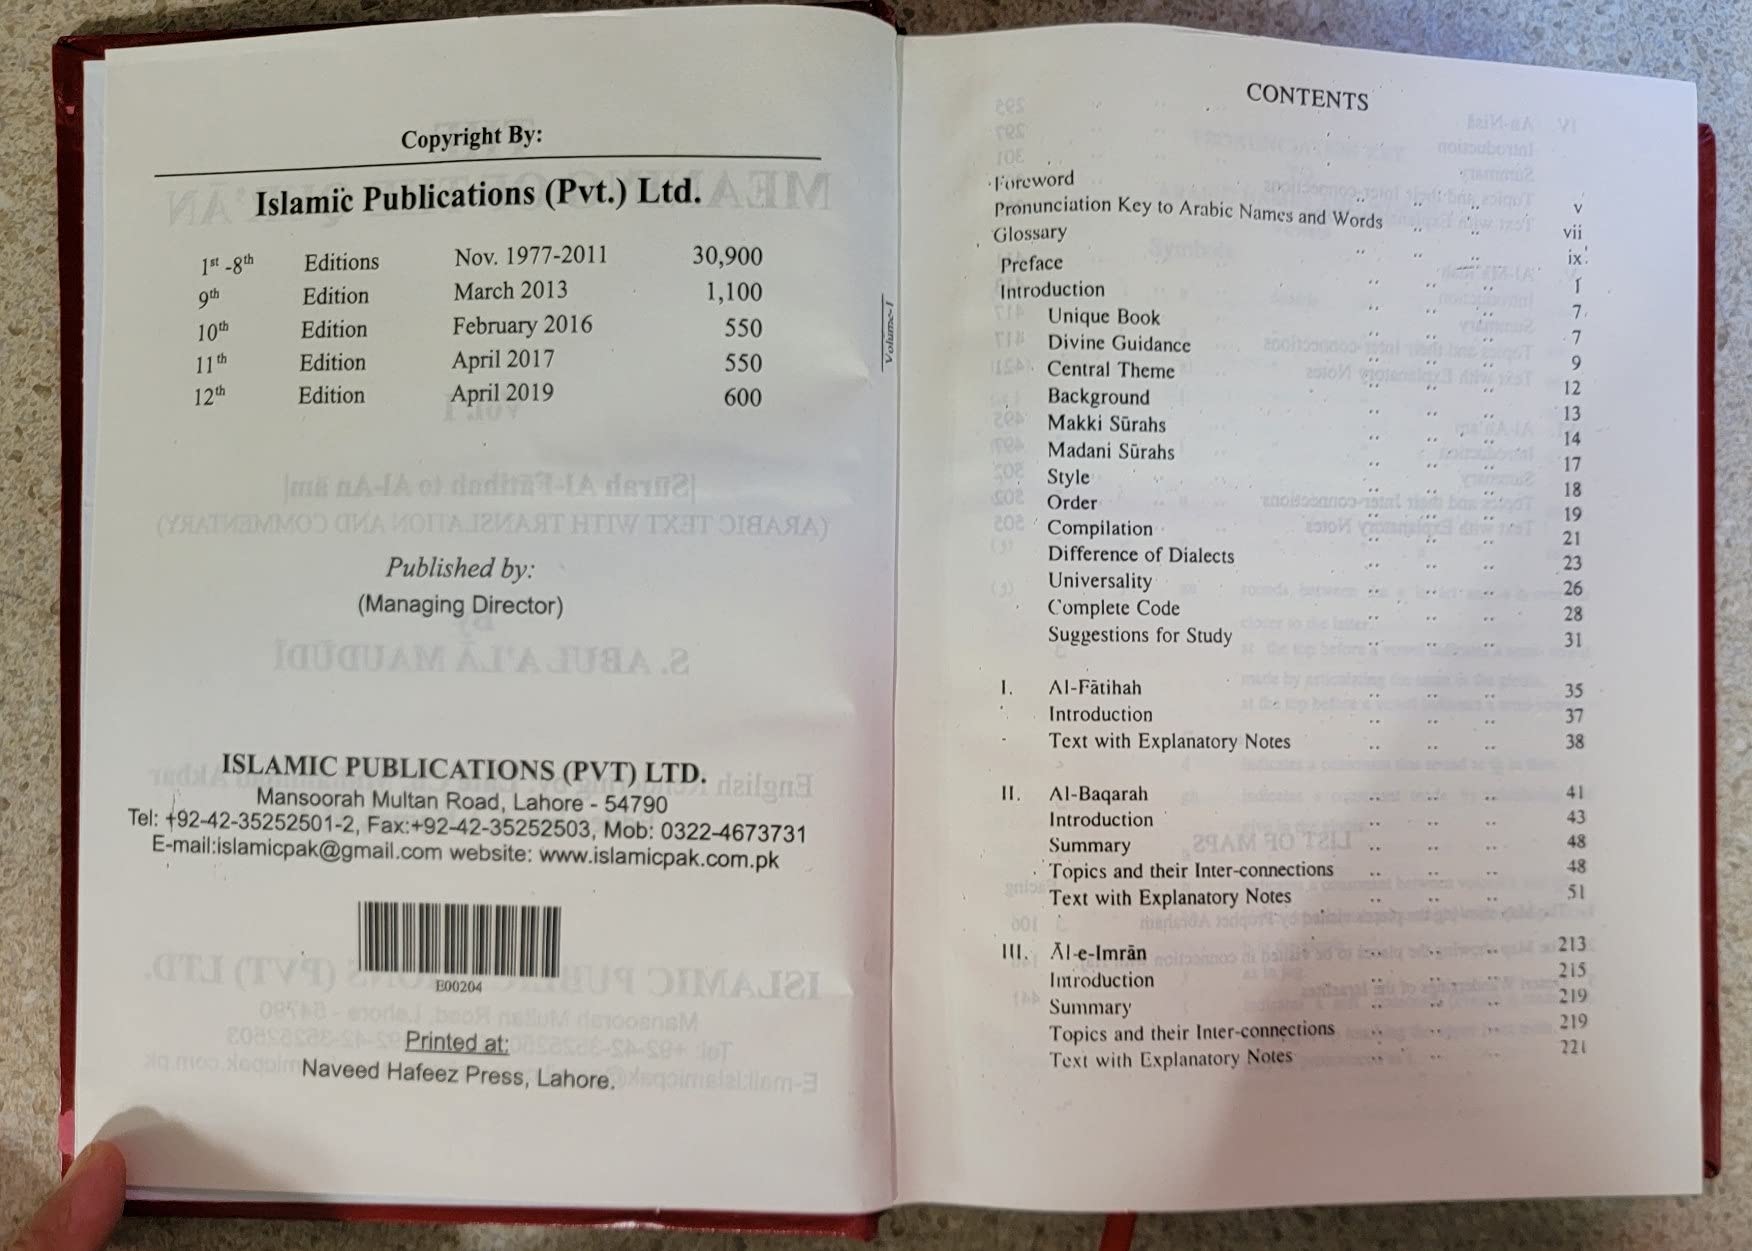 Copyright By:
Islamic Publications (Pvt.) Ltd.
1st -8th Editions Nov. 1977-2011 30,900
9th Edition March 2013 1,100
10th Edition February 2016 550
11th Edition April 2017 550
12th Edition April 2019 600
Published by:
(Managing Director)
ISLAMIC PUBLICATIONS (PVT) LTD.
Mansoorah Multan Road, Lahore - 54790
Tel: +92-42-35252501-2, Fax:+92-42-35252503, Mob: 0322-4673731
E-mail:islamicpak@gmail.com website: www.islamicpak.com.pk
E00204
Printed at:
Naveed Hafeez Press, Lahore.
Volume-I
CONTENTS
Foreword .. .. .. v
Pronunciation Key to Arabic Names and Words .. .. vii
Glossary .. .. .. ix
Preface .. .. .. 1
Introduction .. .. .. 7
Unique Book .. .. .. 7
Divine Guidance .. .. .. 9
Central Theme .. .. .. 12
Background .. .. .. 13
Makki Sūrahs .. .. .. 14
Madani Sūrahs .. .. .. 17
Style .. .. .. 18
Order .. .. .. 19
Compilation .. .. .. 21
Difference of Dialects .. .. .. 23
Universality .. .. .. 26
Complete Code .. .. .. 28
Suggestions for Study .. .. .. 31
I. Al-Fātihah .. .. .. 35
Introduction .. .. .. 37
Text with Explanatory Notes .. .. .. 38
II. Al-Baqarah .. .. .. 41
Introduction .. .. .. 43
Summary .. .. .. 48
Topics and their Inter-connections .. .. .. 48
Text with Explanatory Notes .. .. .. 51
III. Āl-e-Imrān .. .. .. 213
Introduction .. .. .. 215
Summary .. .. .. 219
Topics and their Inter-connections .. .. .. 219
Text with Explanatory Notes .. .. .. 221